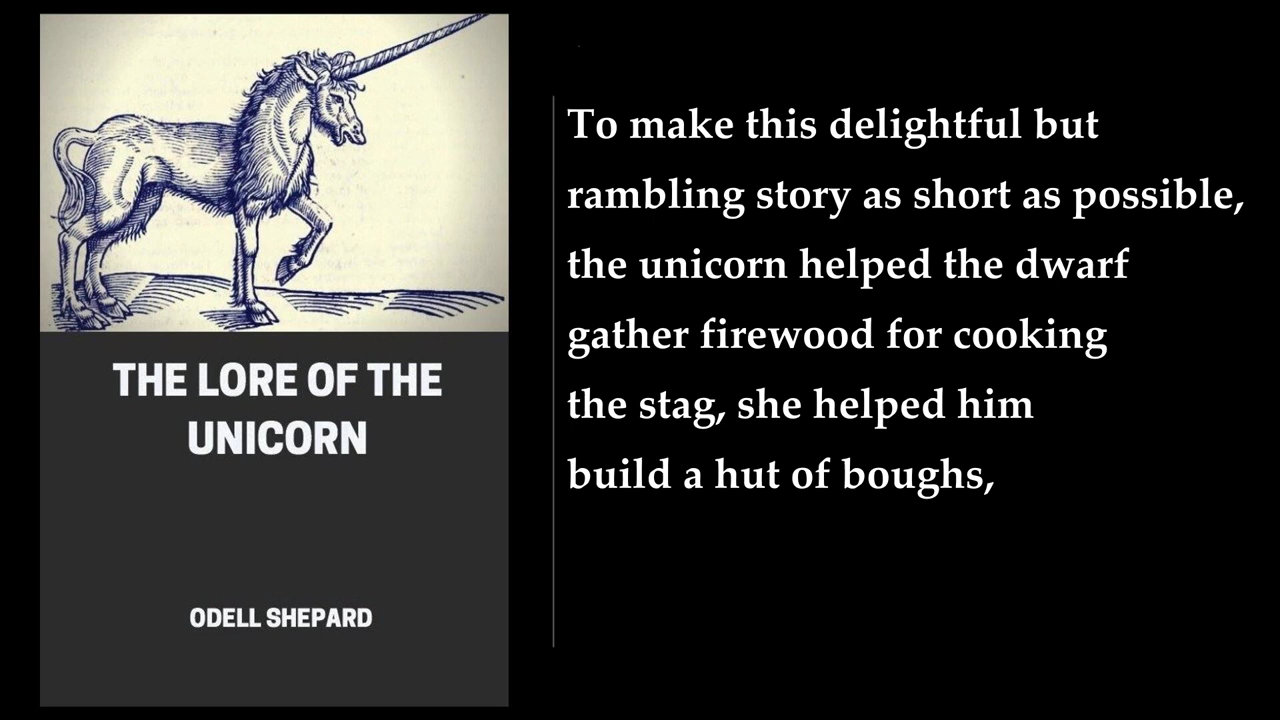 THE LORE OF THE
UNICORN
ODELL SHEPARD
To make this delightful but
rambling story as short as possible,
the unicorn helped the dwarf
gather firewood for cooking
the stag, she helped him
build a hut of boughs,